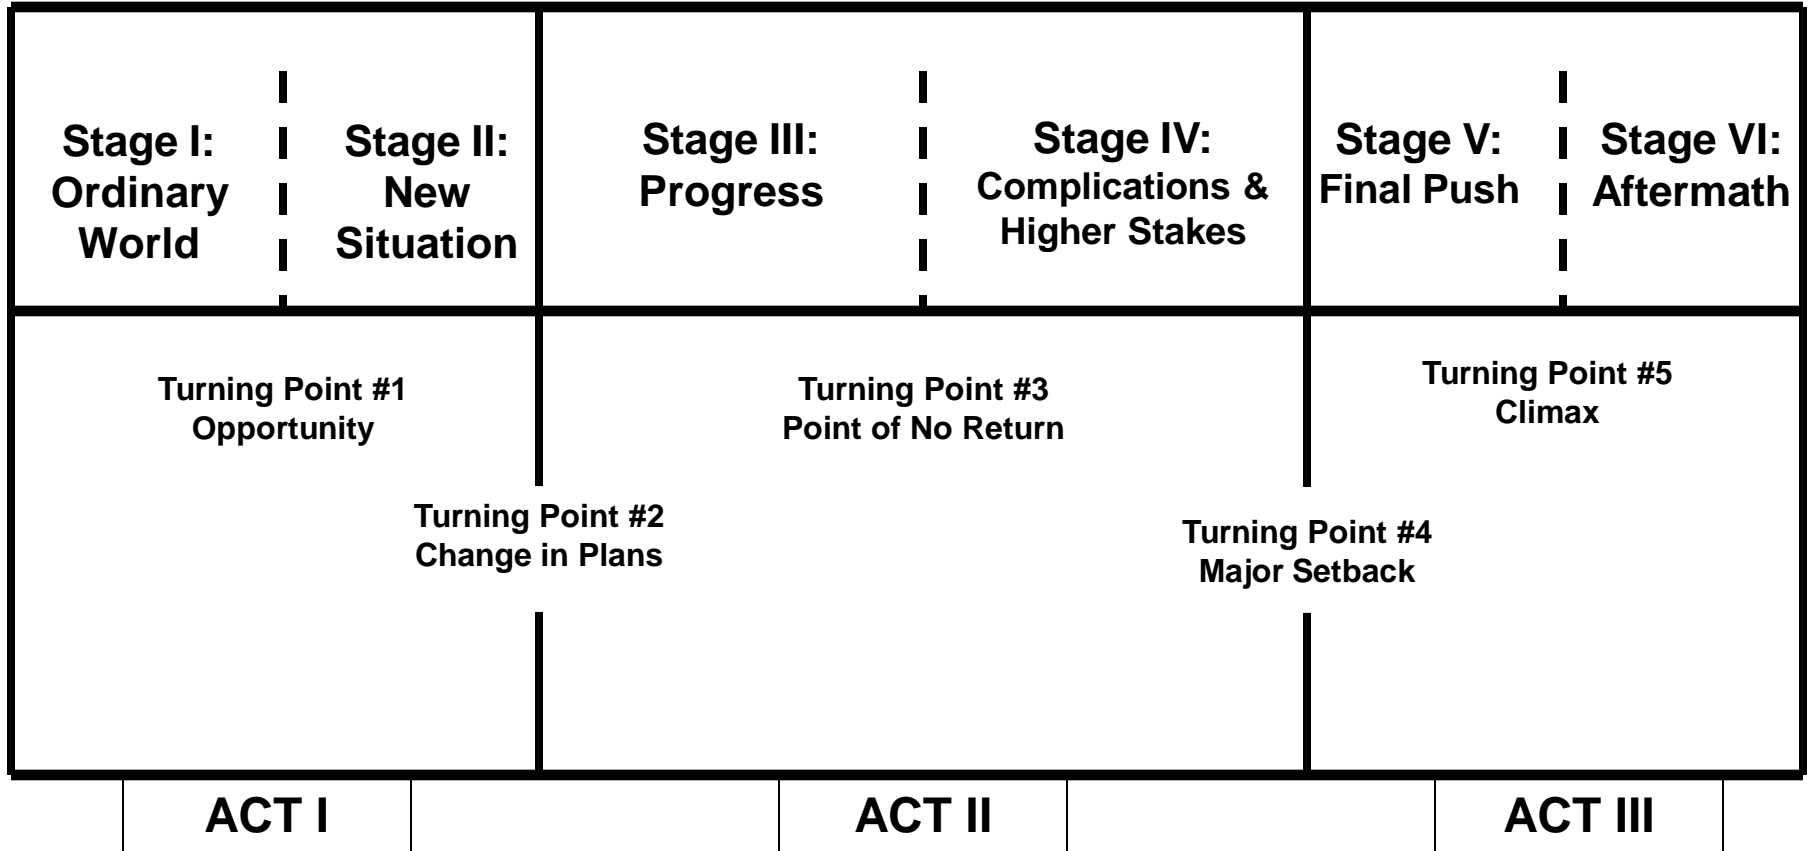 Stage I:
Ordinary
World
Stage II:
New
Situation
Stage III:
Progress
Stage IV:
Complications &
Higher Stakes
Stage V:
Final Push
Stage VI:
Aftermath
Turning Point #1
Opportunity
Turning Point #2
Change in Plans
Turning Point #3
Point of No Return
Turning Point #4
Major Setback
Turning Point #5
Climax
ACT I
ACT II
ACT III